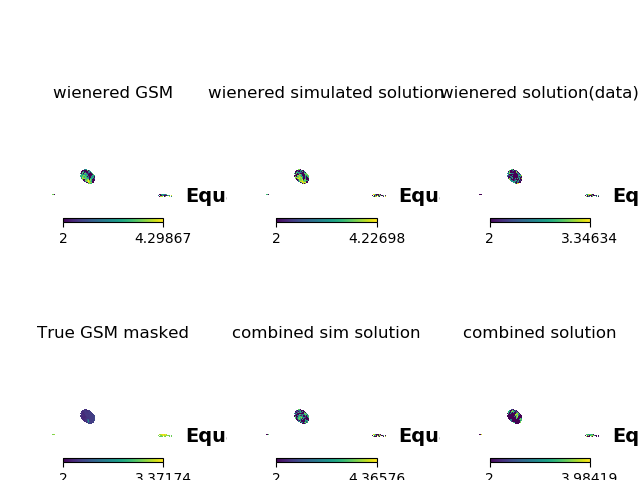 wienered GSM
wienered simulated solution
wienered solution(data)
Equ
Equ
Eq
2 4.29867
2 4.22698
2 3.34634
True GSM masked
combined sim solution
combined solution
Equ
Equ
Eq
2 3.37174
2 4.36576
2 3.98419